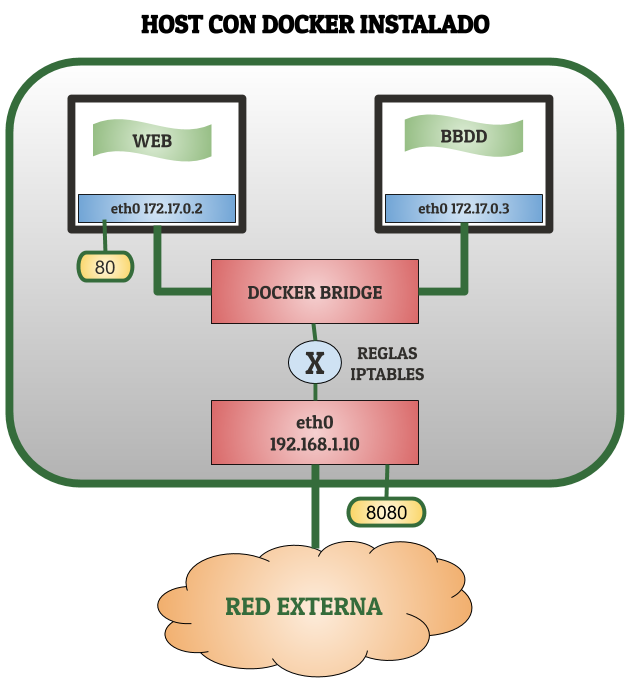 HOST CON DOCKER INSTALADO
WEB
BBDD
eth0 172.17.0.2
eth0 172.17.0.3
80
DOCKER BRIDGE
X
REGLAS
IPTABLES
eth0
192.168.1.10
8080
RED EXTERNA